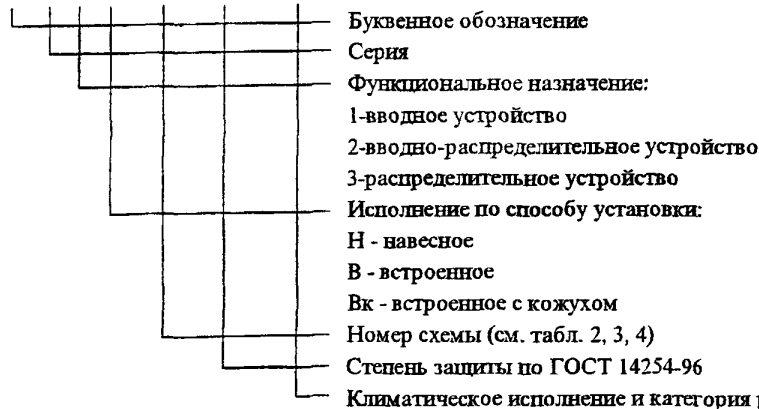 Буквенное обозначение
Серия
Функциональное назначение:
1-вводное устройство
2-вводно-распределительное устройство
3-распределительное устройство
Исполнение по способу установки:
Н - навесное
В - встроенное
Вк - встроенное с кожухом
Номер схемы (см. табл. 2, 3, 4)
Степень защиты по ГОСТ 14254-96
Климатическое исполнение и категория